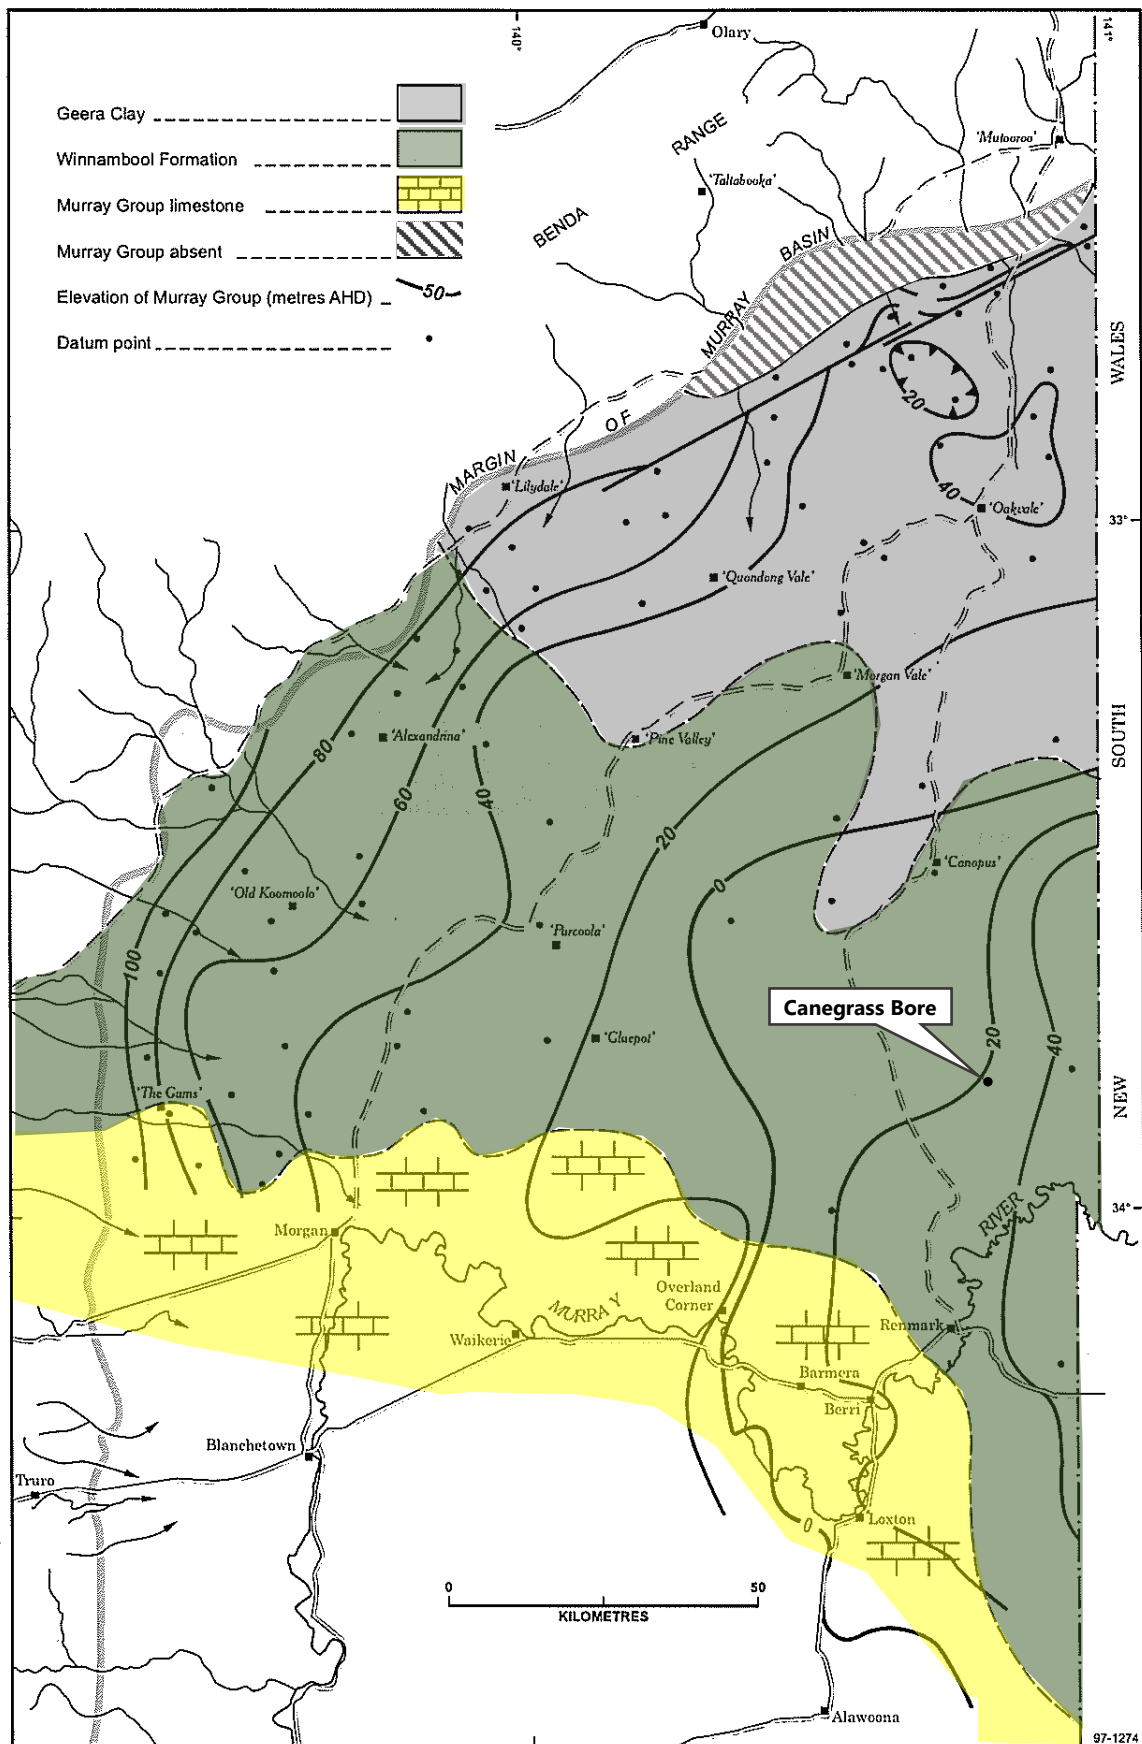 140°
141°
Olary
Geera Clay
Winnambool Formation
Murray Group limestone
Murray Group absent
Elevation of Murray Group (metres AHD)
50
Datum point
'Mutooroo'
RANGE
'Taltabooka'
BENDA
BASIN
MURRAY
OF
MARGIN
WALES
20
40
'Lilydale'
'Oakvale'
33°
'Quondong Vale'
'Morgan Vale'
'Pine Valley'
'Alexandrina'
SOUTH
80
60
40
20
0
'Canopus'
'Old Koomoolo'
'Purcoola'
100
Canegrass Bore
20
40
'Gluepot'
'The Gums'
NEW
RIVER
34°
Morgan
Overland
Corner
MURRAY
Waikerie
Renmark
Barmera
Berri
Blanchetown
Truro
Loxton
0
0
50
KILOMETRES
Alawoona
97-1274